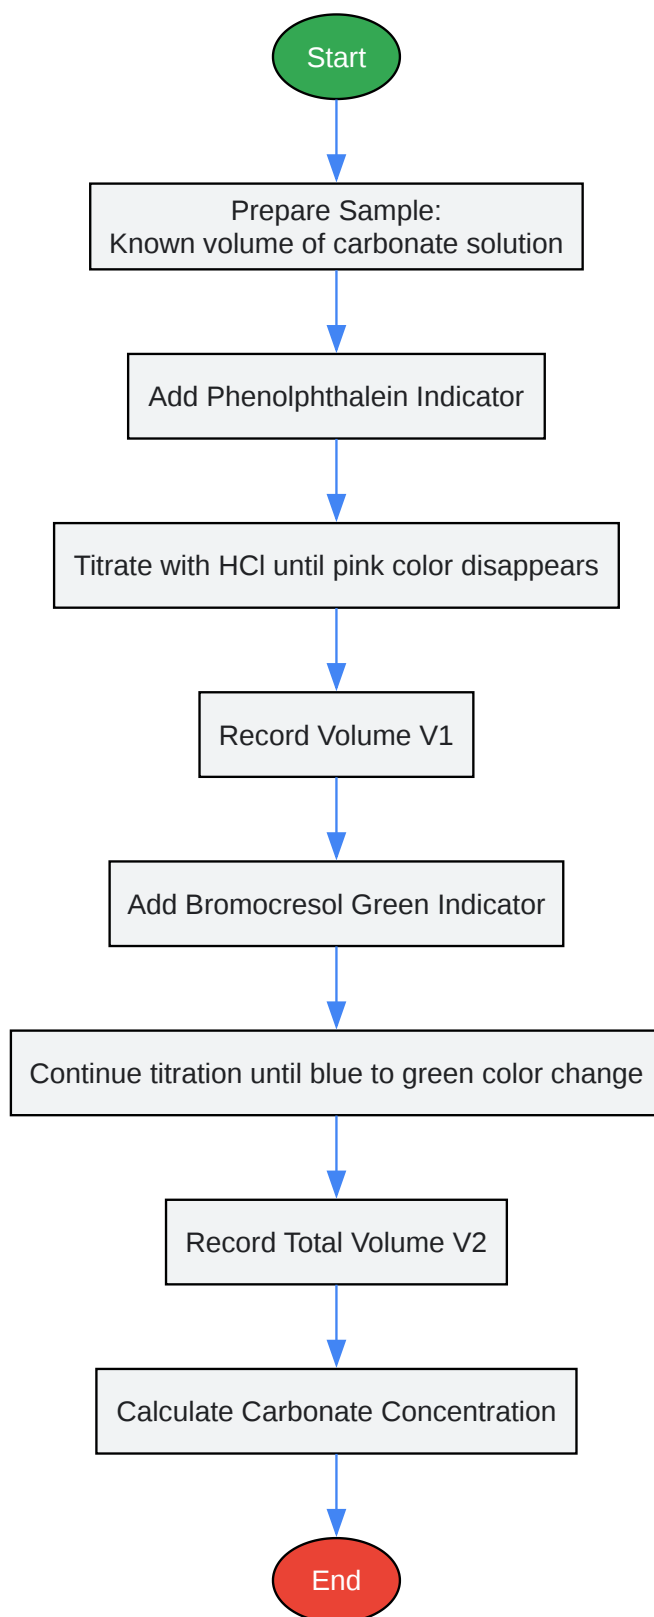 Start
Prepare Sample:
Known volume of carbonate solution
Add Phenolphthalein Indicator
Titrate with HCl until pink color disappears
Record Volume V1
Add Bromocresol Green Indicator
Continue titration until blue to green color change
Record Total Volume V2
Calculate Carbonate Concentration
End